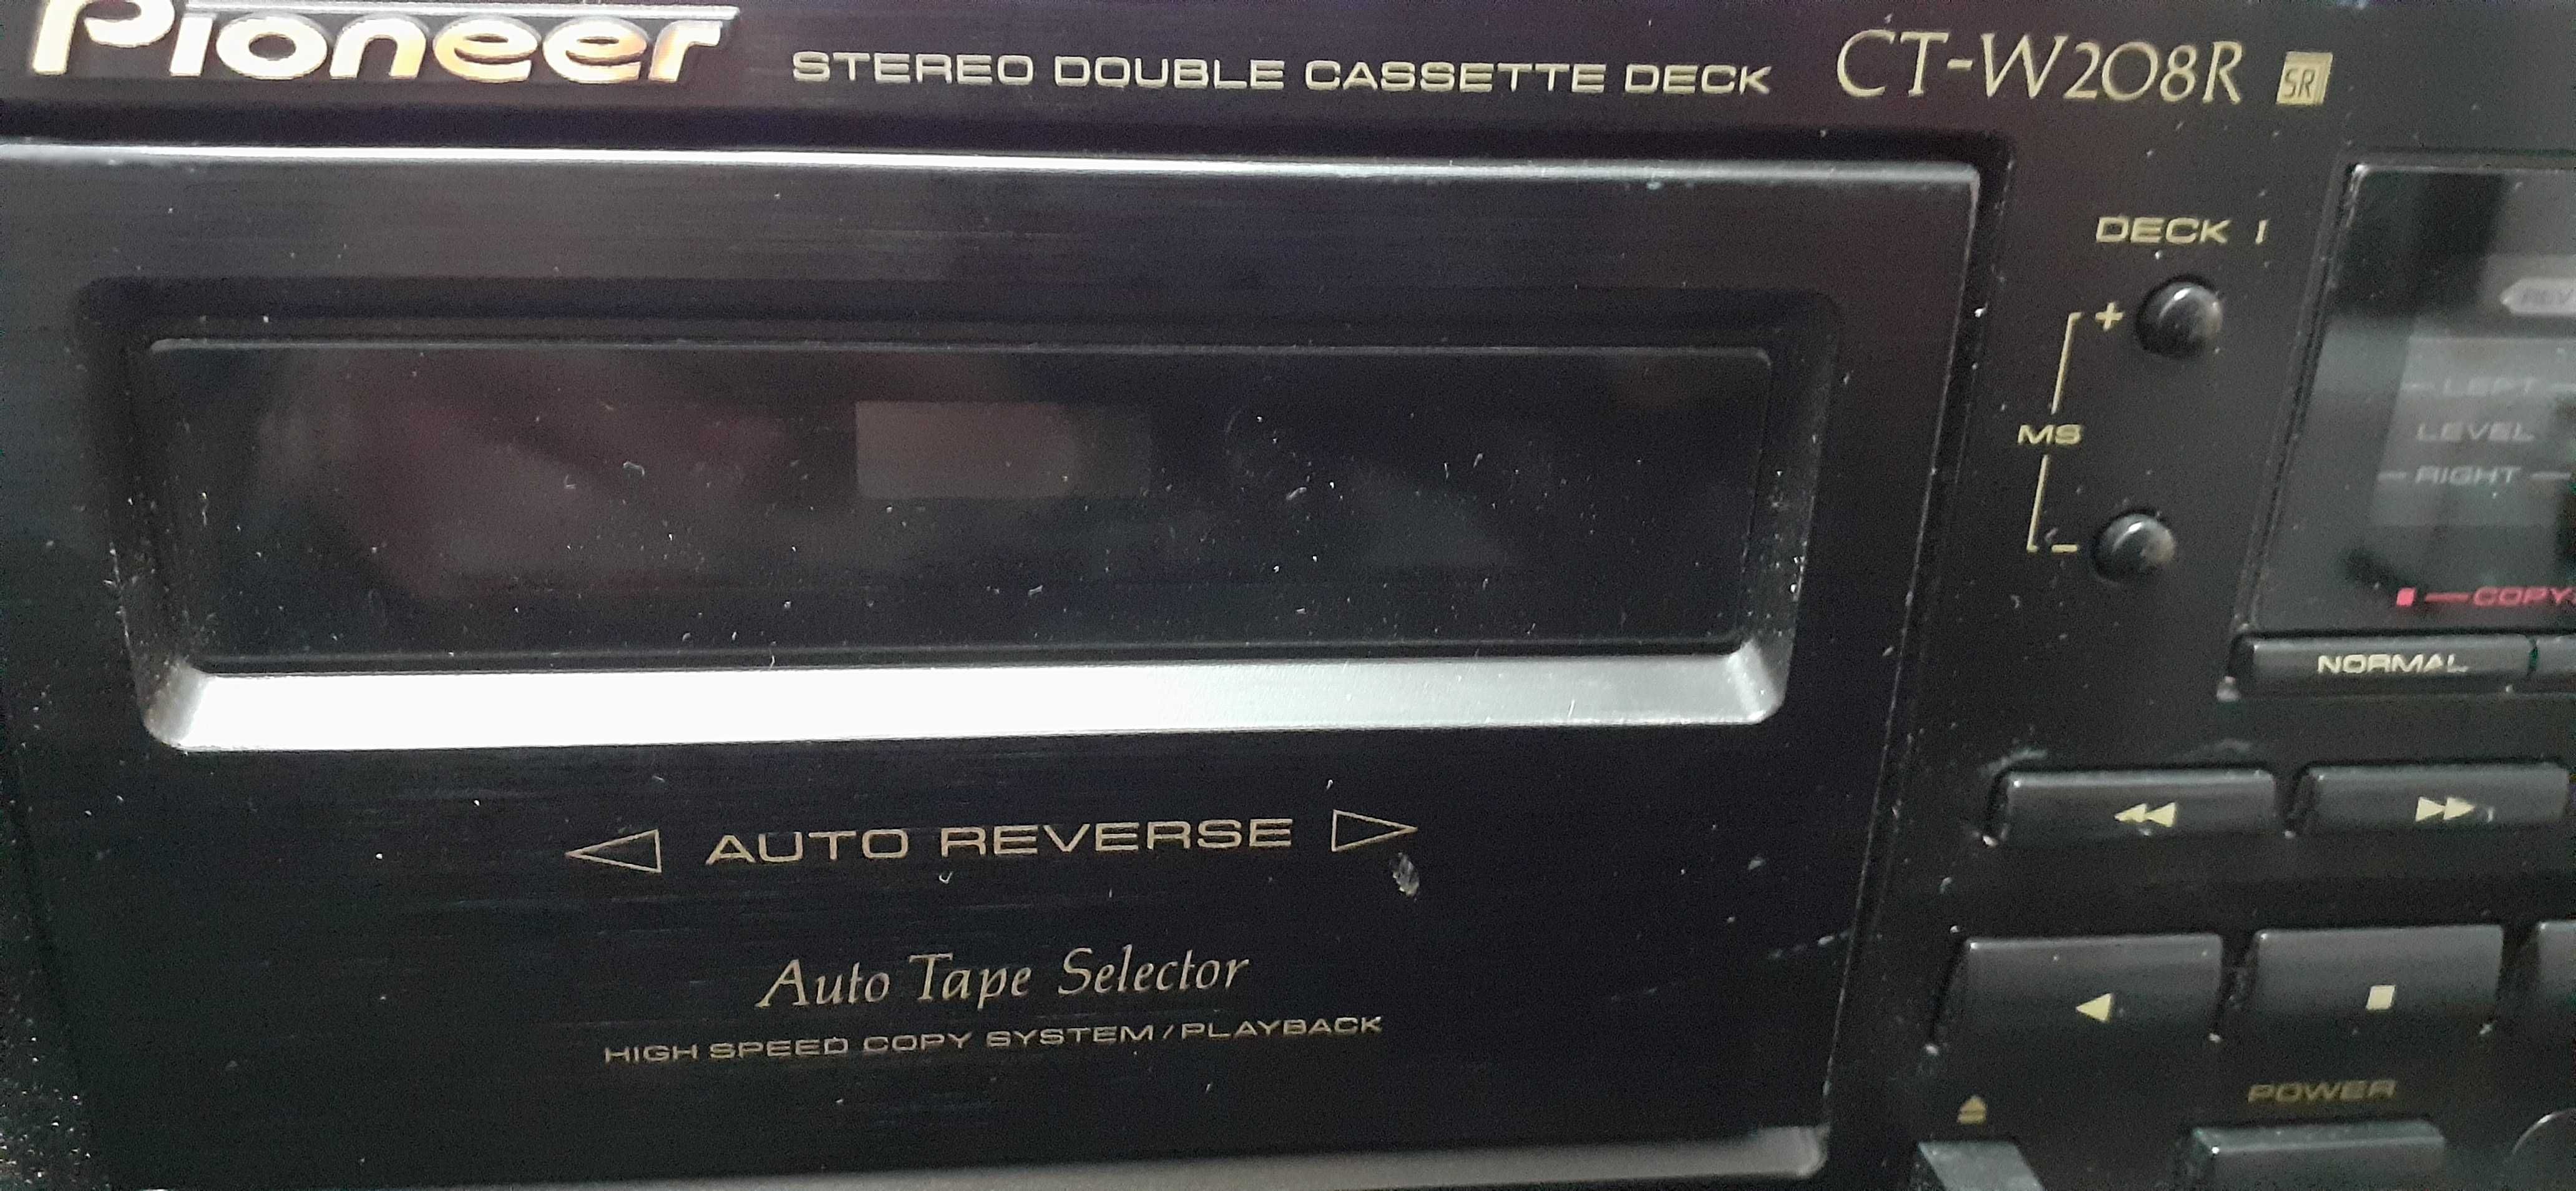 Pioneer STEREO DOUBLE CASSETTE DECK CT-W208R SR
DECK I
+
MS
-
LEFT
LEVEL
RIGHT
COPY
NORMAL
AUTO REVERSE
Auto Tape Selector
HIGH SPEED COPY SYSTEM/PLAYBACK
POWER